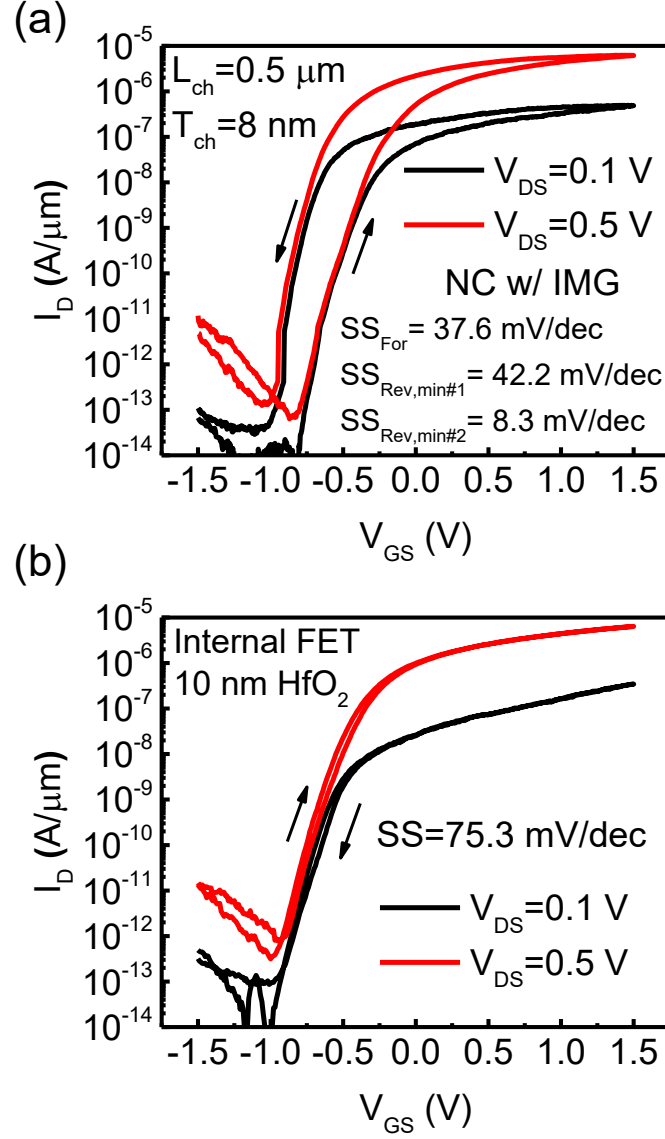 (a)
10⁻⁵
10⁻⁶
10⁻⁷
10⁻⁸
10⁻⁹
10⁻¹⁰
10⁻¹¹
10⁻¹²
10⁻¹³
10⁻¹⁴
I_D (A/μm)
L_ch=0.5 μm
T_ch=8 nm
V_DS=0.1 V
V_DS=0.5 V
NC w/ IMG
SS_For= 37.6 mV/dec
SS_Rev,min#1= 42.2 mV/dec
SS_Rev,min#2= 8.3 mV/dec
-1.5 -1.0 -0.5 0.0 0.5 1.0 1.5
V_GS (V)
(b)
10⁻⁵
10⁻⁶
10⁻⁷
10⁻⁸
10⁻⁹
10⁻¹⁰
10⁻¹¹
10⁻¹²
10⁻¹³
10⁻¹⁴
I_D (A/μm)
Internal FET
10 nm HfO₂
SS=75.3 mV/dec
V_DS=0.1 V
V_DS=0.5 V
-1.5 -1.0 -0.5 0.0 0.5 1.0 1.5
V_GS (V)